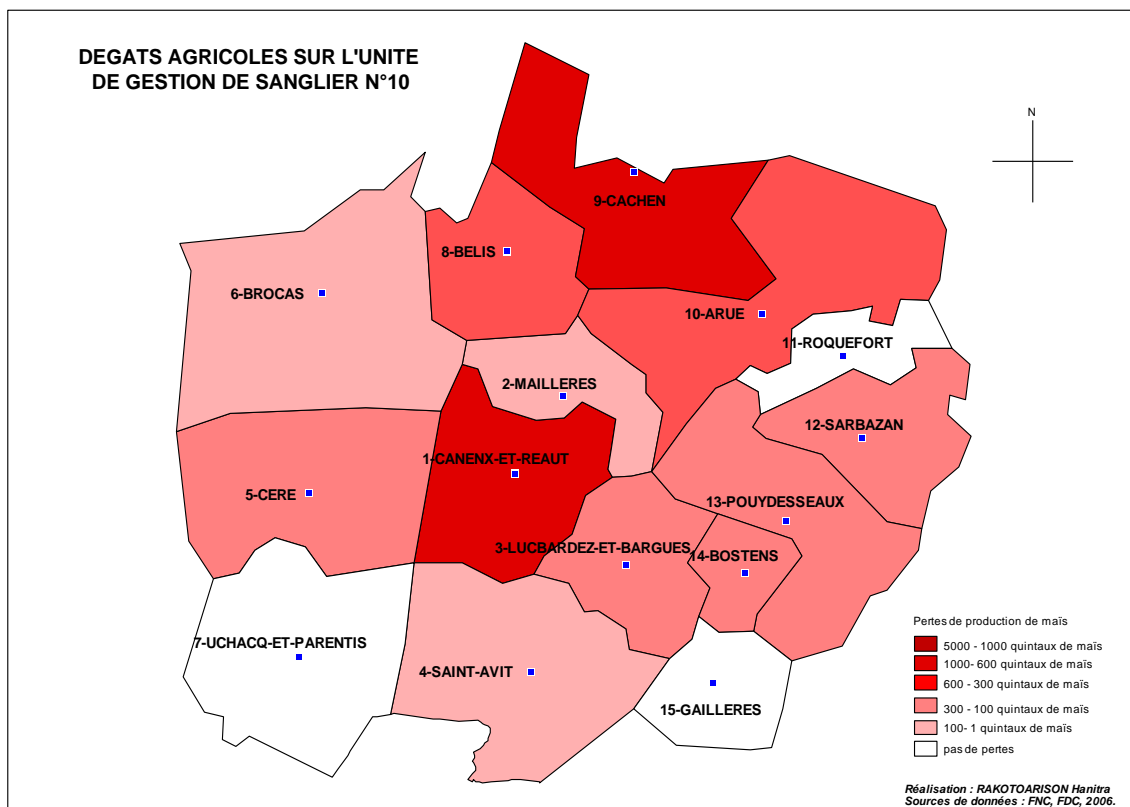 DEGATS AGRICOLES SUR L'UNITE
DE GESTION DE SANGLIER N°10
N
9-CACHEN
8-BELIS
6-BROCAS
10-ARUE
11-ROQUEFORT
2-MAILLERES
12-SARBAZAN
1-CANENX-ET-REAUT
5-CERE
13-POUYDESSEAUX
3-LUCBARDEZ-ET-BARGUES
14-BOSTENS
7-UCHACQ-ET-PARENTIS
4-SAINT-AVIT
15-GAILLERES
Pertes de production de maïs
5000 - 1000 quintaux de maïs
1000- 600 quintaux de maïs
600 - 300 quintaux de maïs
300 - 100 quintaux de maïs
100- 1 quintaux de maïs
pas de pertes
Réalisation : RAKOTOARISON Hanitra
Sources de données : FNC, FDC, 2006.